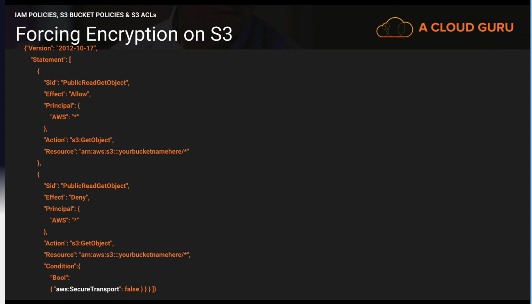 IAM POLICIES, S3 BUCKET POLICIES & S3 ACLs
Forcing Encryption on S3
A CLOUD GURU
{"Version": "2012-10-17",
"Statement": [
{
"Sid": "PublicReadGetObject",
"Effect": "Allow",
"Principal": {
"AWS": "*"
},
"Action": "s3:GetObject",
"Resource": "arn:aws:s3:::yourbucketnamehere/*"
},
{
"Sid": "PublicReadGetObject",
"Effect": "Deny",
"Principal": {
"AWS": "*"
},
"Action": "s3:GetObject",
"Resource": "arn:aws:s3:::yourbucketnamehere/*",
"Condition":{
"Bool":
{ "aws:SecureTransport": false } } } ]}